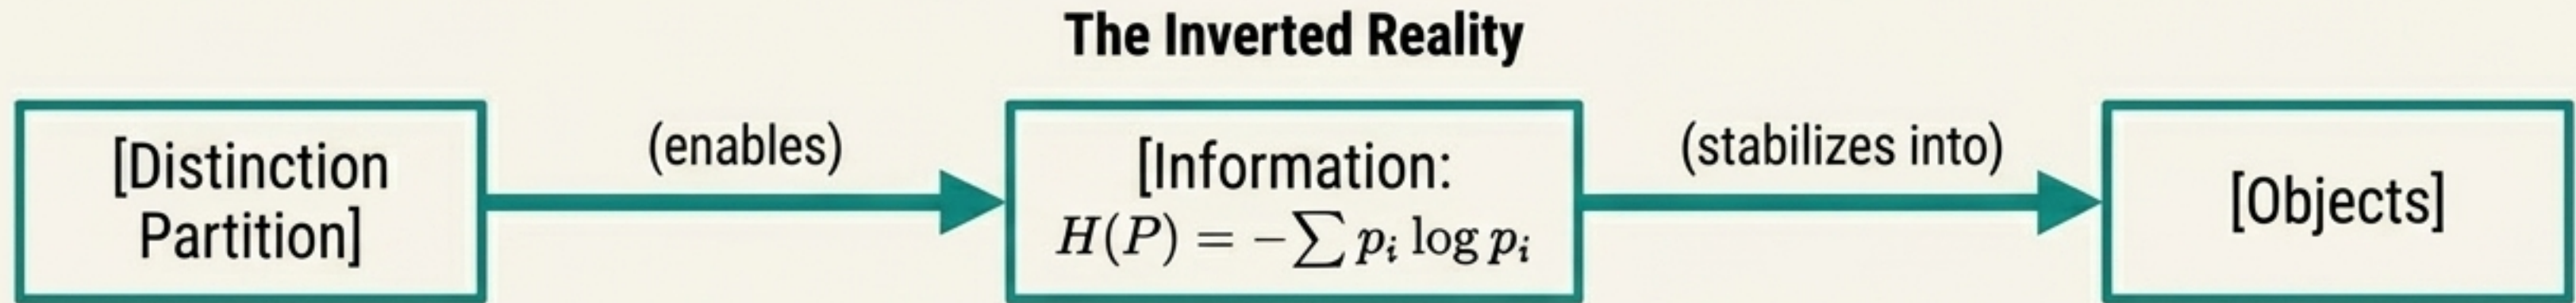 The Inverted Reality
[Distinction
Partition]
(enables)
[Information:
H(P) = −∑ pᵢ log pᵢ
(stabilizes into)
[Objects]